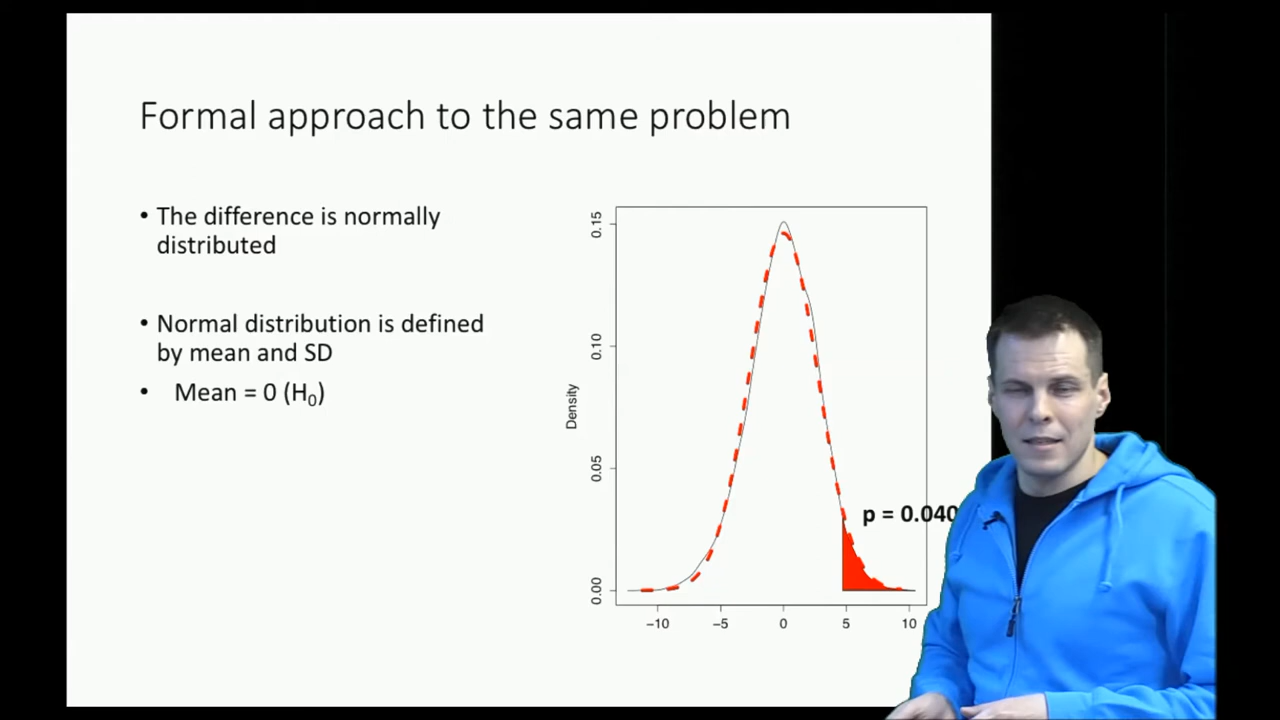 Formal approach to the same problem
• The difference is normally
distributed
• Normal distribution is defined
by mean and SD
• Mean = 0 (H₀)
Density
0.15
0.10
0.05
0.00
−10 −5 0 5 10
p = 0.040